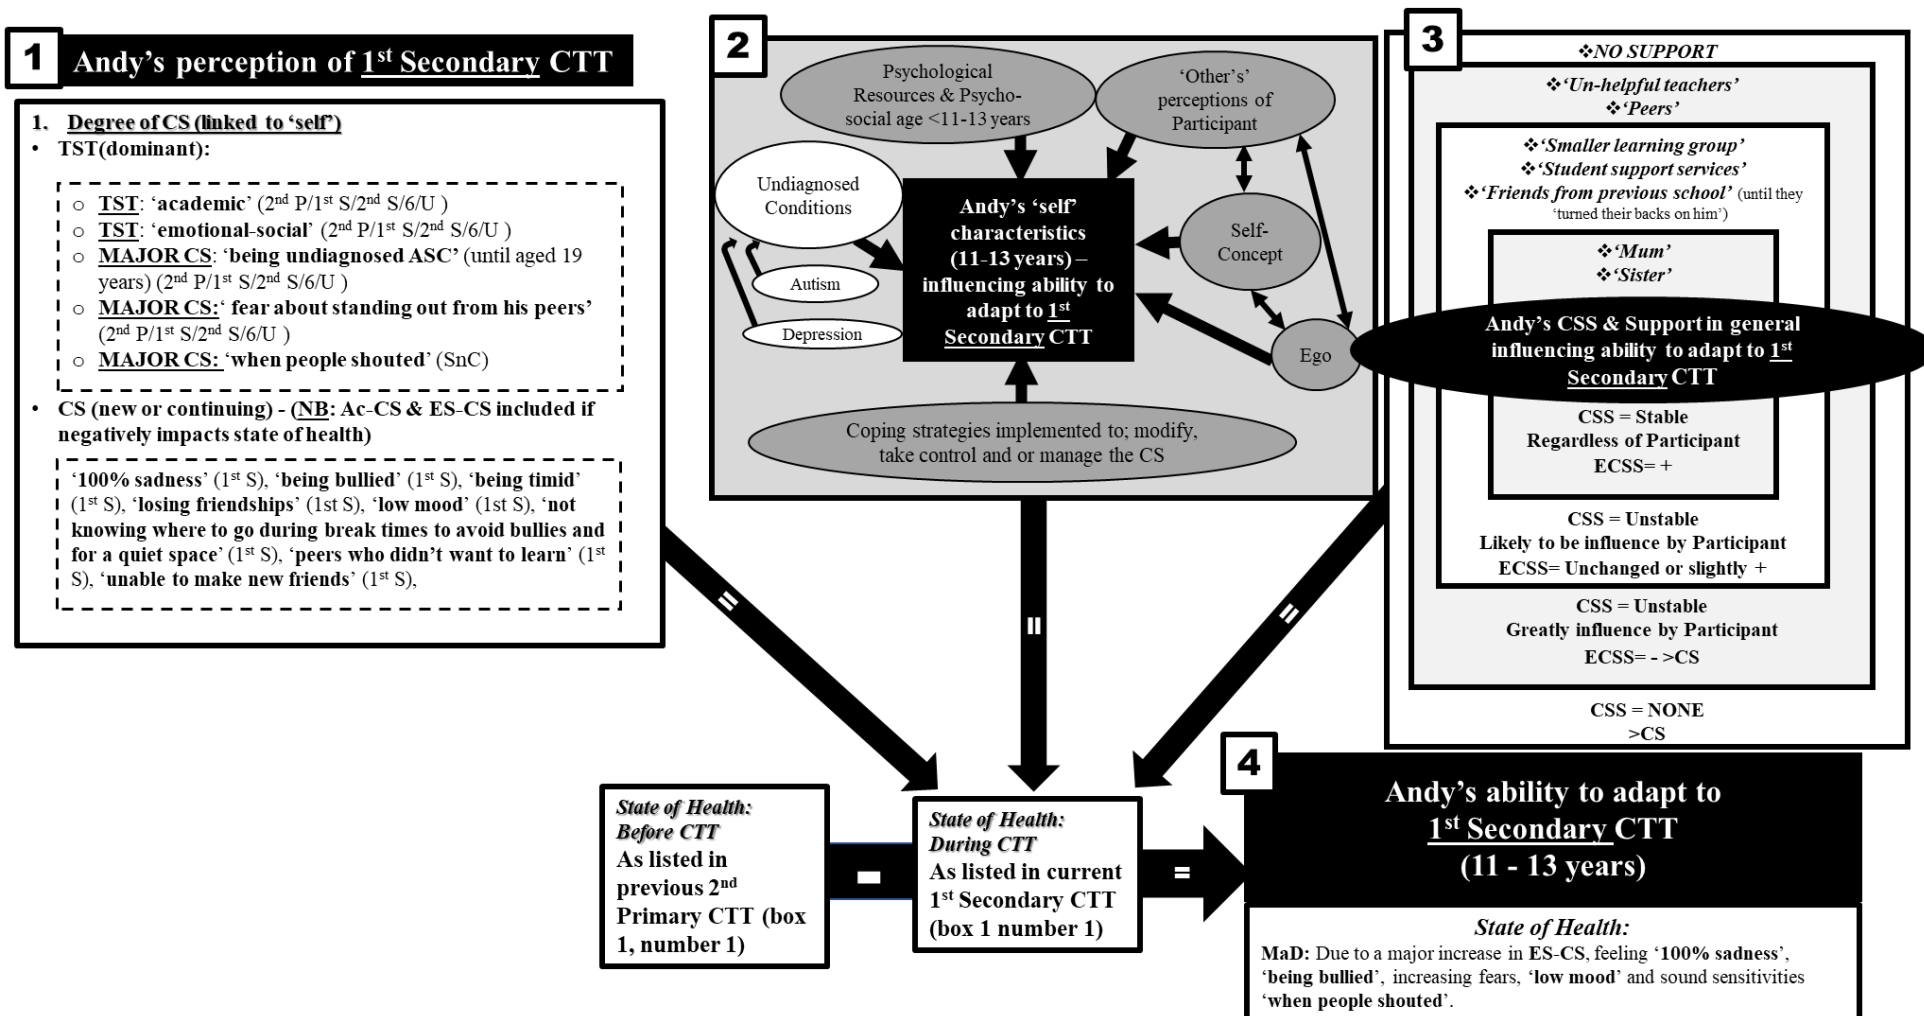 1
Andy's perception of 1st Secondary CTT
1. Degree of CS (linked to 'self')
• TST(dominant):
o TST: 'academic' (2nd P/1st S/2nd S/6/U )
o TST: 'emotional-social' (2nd P/1st S/2nd S/6/U )
o MAJOR CS: 'being undiagnosed ASC' (until aged 19
years) (2nd P/1st S/2nd S/6/U )
o MAJOR CS:' fear about standing out from his peers'
(2nd P/1st S/2nd S/6/U )
o MAJOR CS: 'when people shouted' (SnC)
• CS (new or continuing) - (NB: Ac-CS & ES-CS included if
negatively impacts state of health)
'100% sadness' (1st S), 'being bullied' (1st S), 'being timid'
(1st S), 'losing friendships' (1st S), 'low mood' (1st S), 'not
knowing where to go during break times to avoid bullies and
for a quiet space' (1st S), 'peers who didn't want to learn' (1st
S), 'unable to make new friends' (1st S),
2
Psychological
Resources & Psycho-
social age <11-13 years
'Other's'
perceptions of
Participant
Undiagnosed
Conditions
Autism
Depression
Andy's 'self'
characteristics
(11-13 years) –
influencing ability to
adapt to 1st
Secondary CTT
Self-
Concept
Ego
Coping strategies implemented to; modify,
take control and or manage the CS
3
❖NO SUPPORT
❖'Un-helpful teachers'
❖'Peers'
❖'Smaller learning group'
❖'Student support services'
❖'Friends from previous school' (until they
'turned their backs on him')
❖'Mum'
❖'Sister'
Andy's CSS & Support in general
influencing ability to adapt to 1st
Secondary CTT
CSS = Stable
Regardless of Participant
ECSS= +
CSS = Unstable
Likely to be influence by Participant
ECSS= Unchanged or slightly +
CSS = Unstable
Greatly influence by Participant
ECSS= - >CS
CSS = NONE
>CS
=
=
=
State of Health:
Before CTT
As listed in
previous 2nd
Primary CTT (box
1, number 1)
-
State of Health:
During CTT
As listed in current
1st Secondary CTT
(box 1 number 1)
=
4
Andy's ability to adapt to
1st Secondary CTT
(11 - 13 years)
State of Health:
MaD: Due to a major increase in ES-CS, feeling '100% sadness',
'being bullied', increasing fears, 'low mood' and sound sensitivities
'when people shouted'.